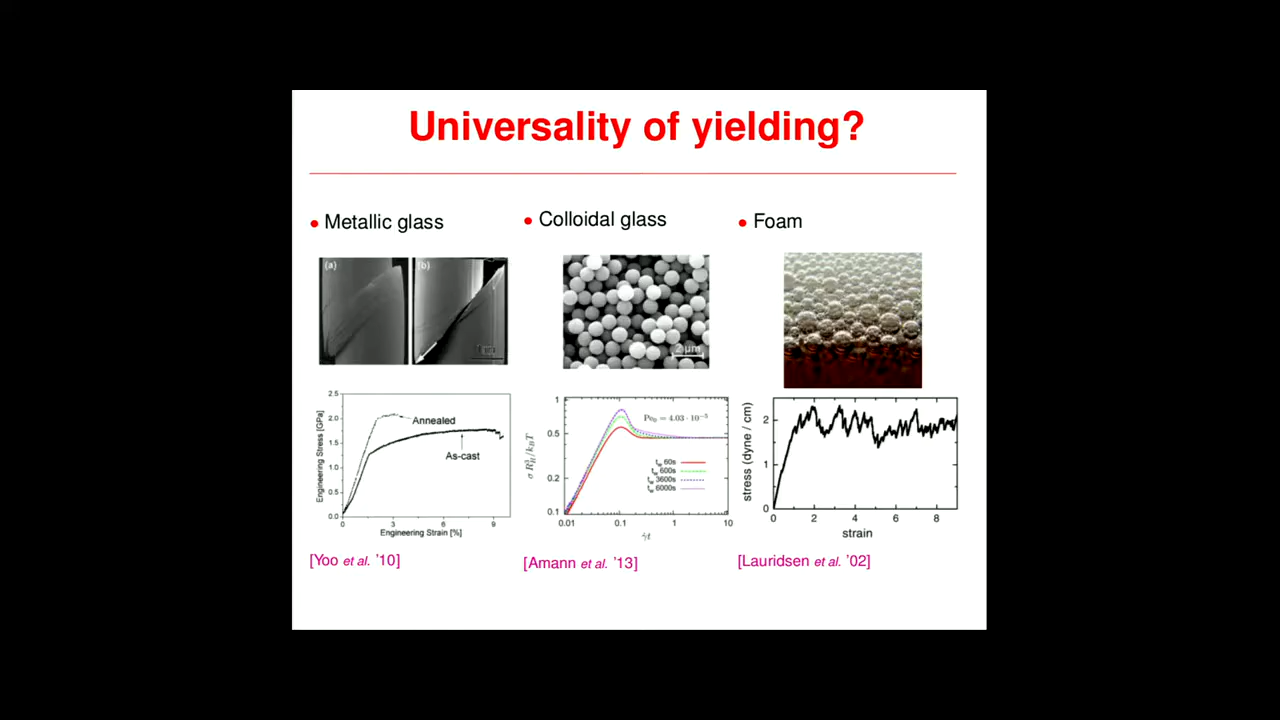 Universality of yielding?
• Metallic glass
(a)
(b)
2.5
2.0
1.5
1.0
0.5
0.0
Engineering Stress [GPa]
Annealed
As-cast
0 3 6 9
Engineering Strain [%]
[Yoo et al. '10]
• Colloidal glass
2 µm
1
0.5
0.2
0.1
σ R_H^3/k_BT
Pe₀ = 4.03 · 10⁻³
t_w 60s
t_w 600s
t_w 3600s
t_w 6000s
0.01 0.1 1 10
γ̇t
[Amann et al. '13]
• Foam
2
1
0
stress (dyne / cm)
0 2 4 6 8
strain
[Lauridsen et al. '02]